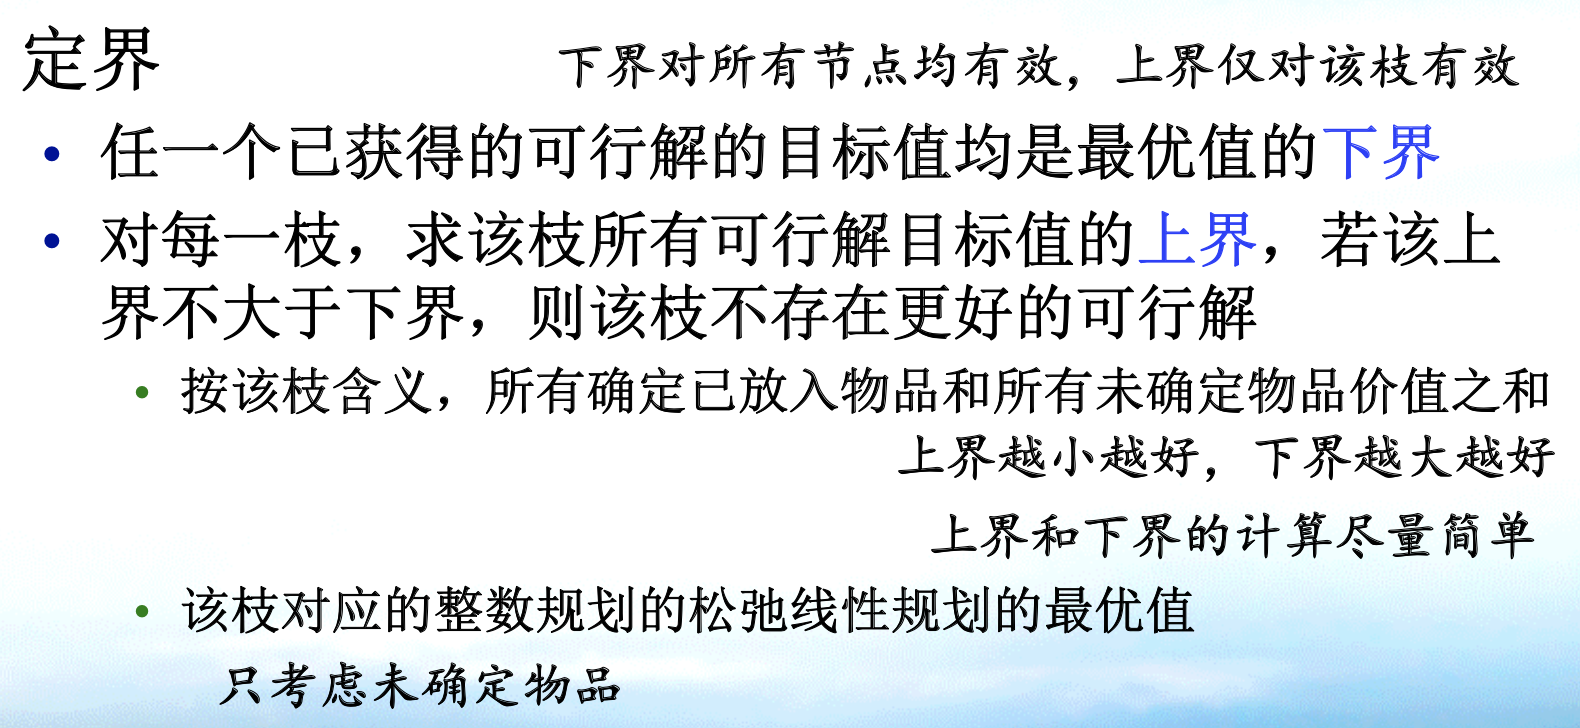 定界
下界对所有节点均有效，上界仅对该枝有效
• 任一个已获得的可行解的目标值均是最优值的下界
• 对每一枝，求该枝所有可行解目标值的上界，若该上
界不大于下界，则该枝不存在更好的可行解
• 按该枝含义，所有确定已放入物品和所有未确定物品价值之和
上界越小越好，下界越大越好
上界和下界的计算尽量简单
• 该枝对应的整数规划的松弛线性规划的最优值
只考虑未确定物品